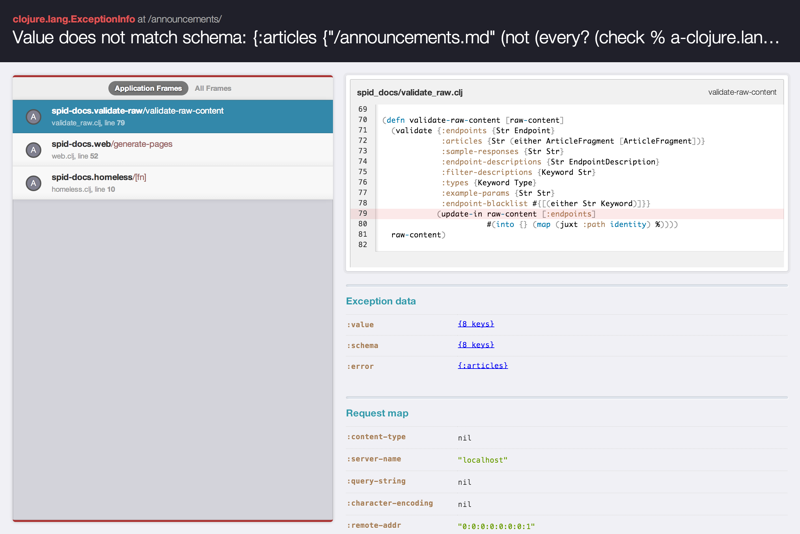 clojure.lang.ExceptionInfo at /announcements/
Value does not match schema: {:articles {"/announcements.md" (not (every? (check % a-clojure.lan…
Application Frames All Frames
A spid-docs.validate-raw/validate-raw-content
validate_raw.clj, line 79
A spid-docs.web/generate-pages
web.clj, line 52
A spid-docs.homeless/[fn]
homeless.clj, line 10
spid_docs/validate_raw.clj validate-raw-content
69
70 (defn validate-raw-content [raw-content]
71 (validate {:endpoints {Str Endpoint}
72 :articles {Str (either ArticleFragment [ArticleFragment])}
73 :sample-responses {Str Str}
74 :endpoint-descriptions {Str EndpointDescription}
75 :filter-descriptions {Keyword Str}
76 :types {Keyword Type}
77 :example-params {Str Str}
78 :endpoint-blacklist #{[(either Str Keyword)]}}
79 (update-in raw-content [:endpoints]
80 #(into {} (map (juxt :path identity) %))))
81 raw-content)
82
Exception data
:value {8 keys}
:schema {8 keys}
:error {:articles}
Request map
:content-type nil
:server-name "localhost"
:query-string nil
:character-encoding nil
:remote-addr "0:0:0:0:0:0:0:1"